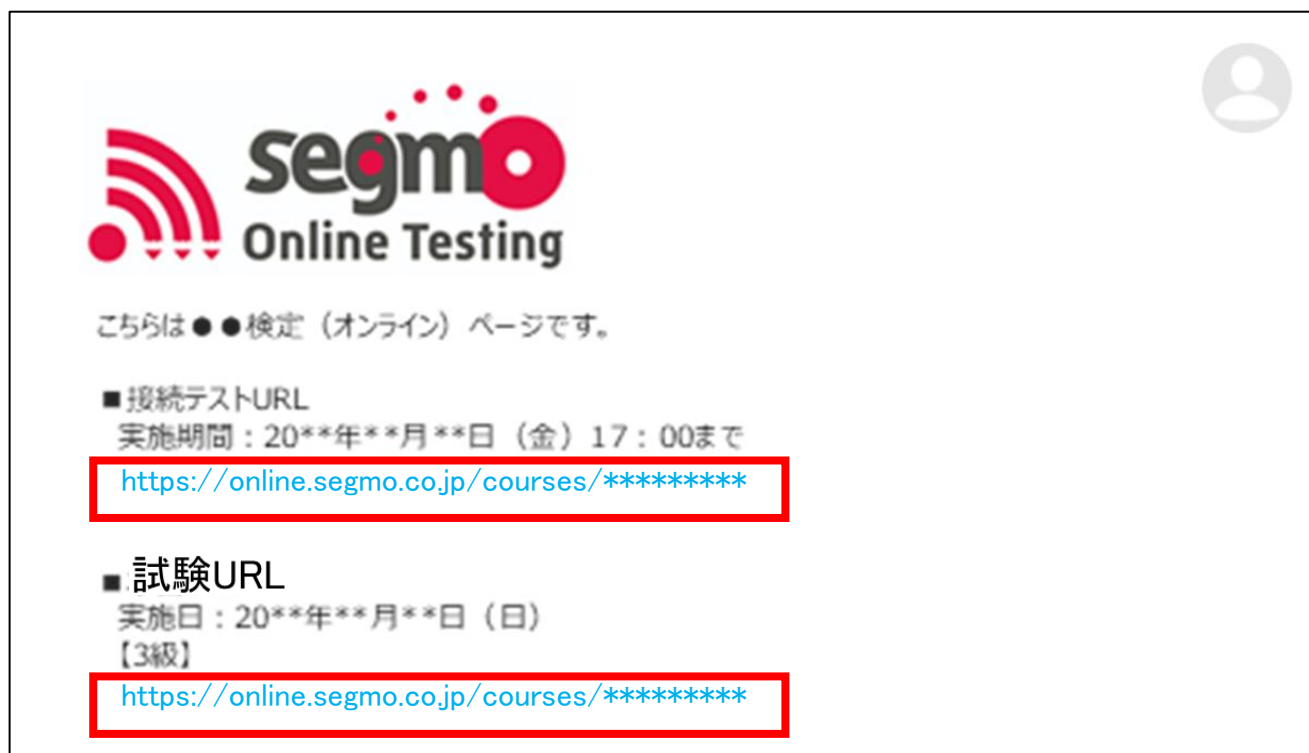 segmo
Online Testing
こちらは●●検定（オンライン）ページです。
■接続テストURL
実施期間：20**年**月**日（金）17：00まで
https://online.segmo.co.jp/courses/*********
■試験URL
実施日：20**年**月**日（日）
【3級】
https://online.segmo.co.jp/courses/*********